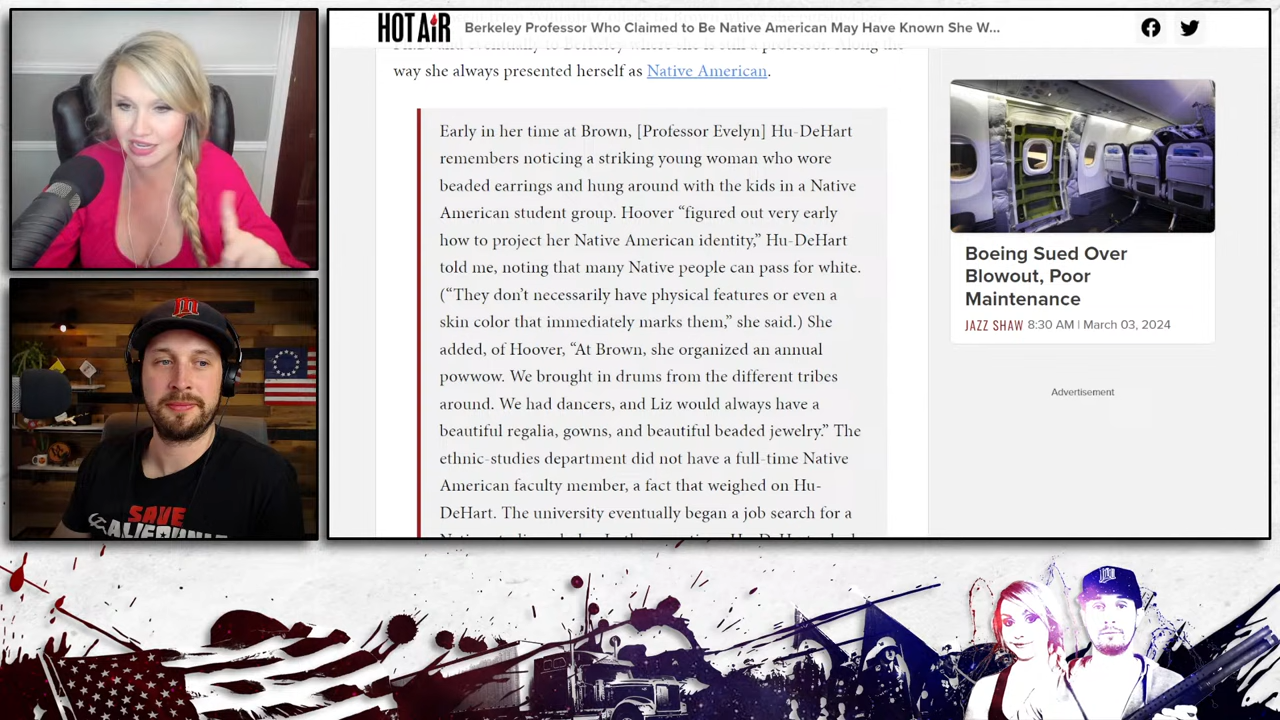 HOT AIR
Berkeley Professor Who Claimed to Be Native American May Have Known She W...
way she always presented herself as Native American.
Early in her time at Brown, [Professor Evelyn] Hu-DeHart
remembers noticing a striking young woman who wore
beaded earrings and hung around with the kids in a Native
American student group. Hoover “figured out very early
how to project her Native American identity,” Hu-DeHart
told me, noting that many Native people can pass for white.
(“They don’t necessarily have physical features or even a
skin color that immediately marks them,” she said.) She
added, of Hoover, “At Brown, she organized an annual
powwow. We brought in drums from the different tribes
around. We had dancers, and Liz would always have a
beautiful regalia, gowns, and beautiful beaded jewelry.” The
ethnic-studies department did not have a full-time Native
American faculty member, a fact that weighed on Hu-
DeHart. The university eventually began a job search for a
Boeing Sued Over
Blowout, Poor
Maintenance
JAZZ SHAW 8:30 AM | March 03, 2024
Advertisement
SAVE
CALIFORNIA